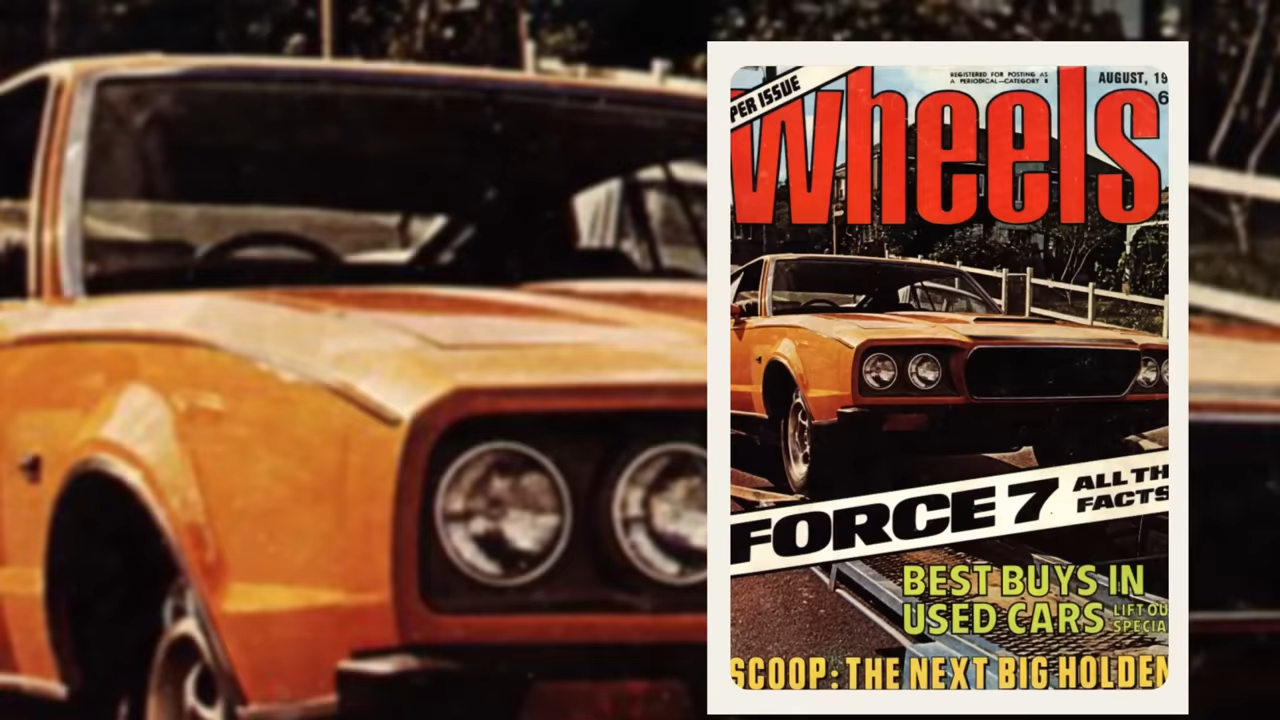 PER ISSUE
REGISTERED FOR POSTING AS
A PERIODICAL—CATEGORY B
AUGUST, 19
6
wheels
FORCE 7
ALL TH
FACTS
BEST BUYS IN
USED CARS
LIFT OU
SPECIA
SCOOP: THE NEXT BIG HOLDEN